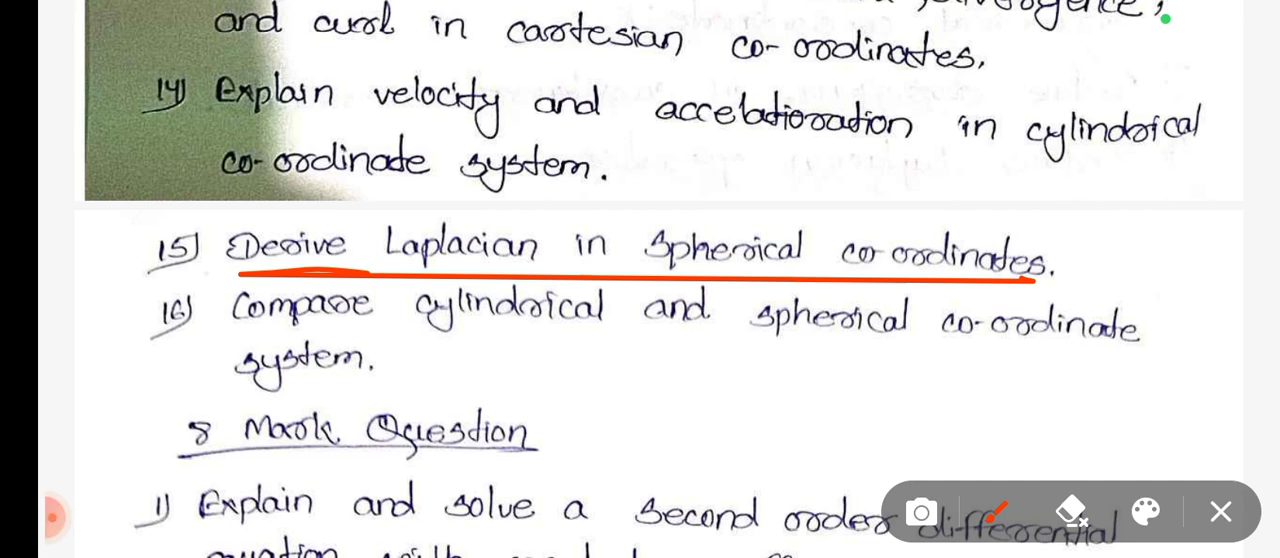 and curl in cartesian co-ordinates.
14) Explain velocity and accelatioration in cylindrical
co-ordinate system.
15) Derive Laplacian in Spherical co-ordinates.
16) Compare cylindrical and spherical co-ordinate
system.
8 Mark Question
1) Explain and solve a second order differential